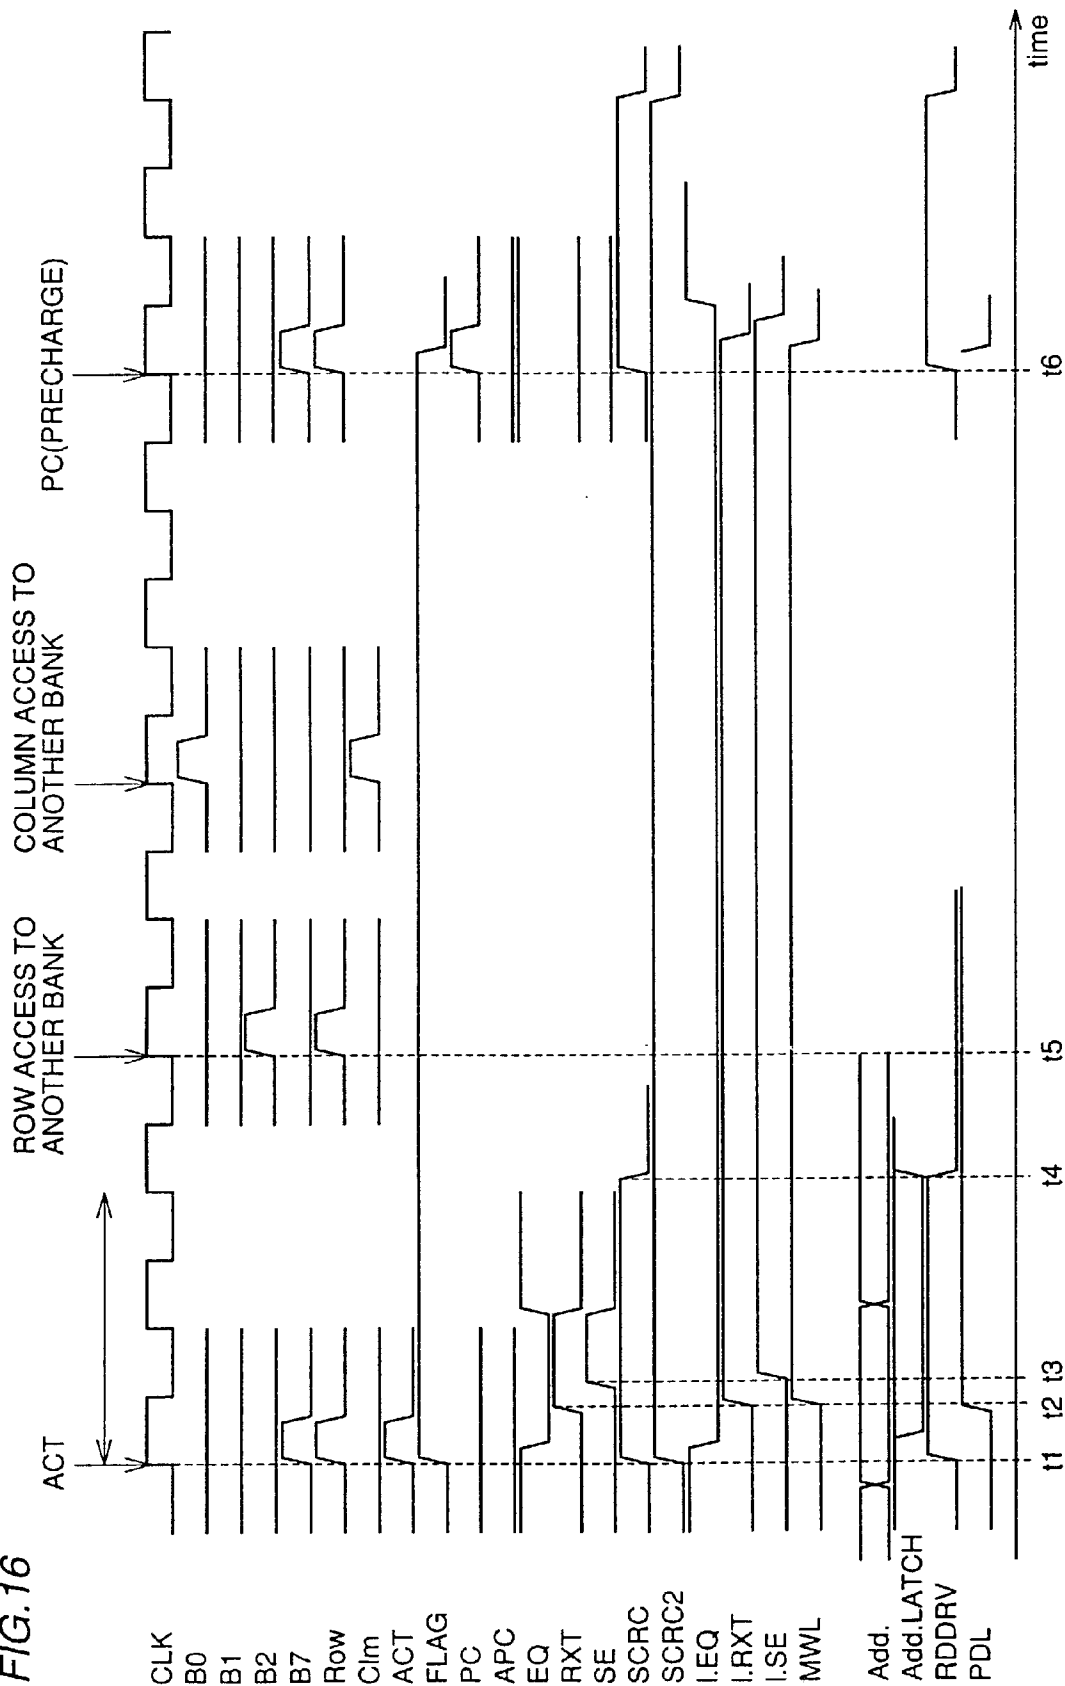 FIG.16
ACT
ROW ACCESS TO
ANOTHER BANK
COLUMN ACCESS TO
ANOTHER BANK
PC(PRECHARGE)
CLK
B0
B1
B2
B7
Row
Clm
ACT
FLAG
PC
APC
EQ
RXT
SE
SCRC
SCRC2
I.EQ
I.RXT
I.SE
MWL
Add.
Add.LATCH
RDDRV
PDL
t1
t2
t3
t4
t5
t6
time